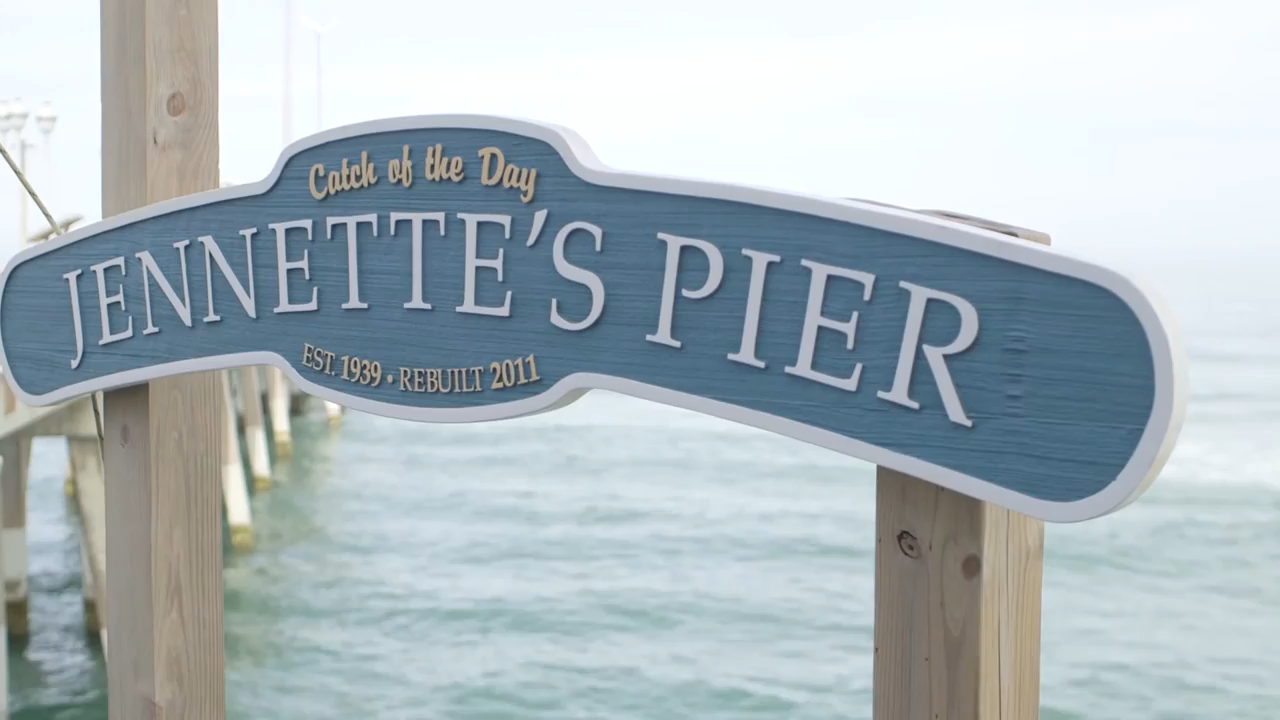 Catch of the Day
JENNETTE'S PIER
EST. 1939 • REBUILT 2011